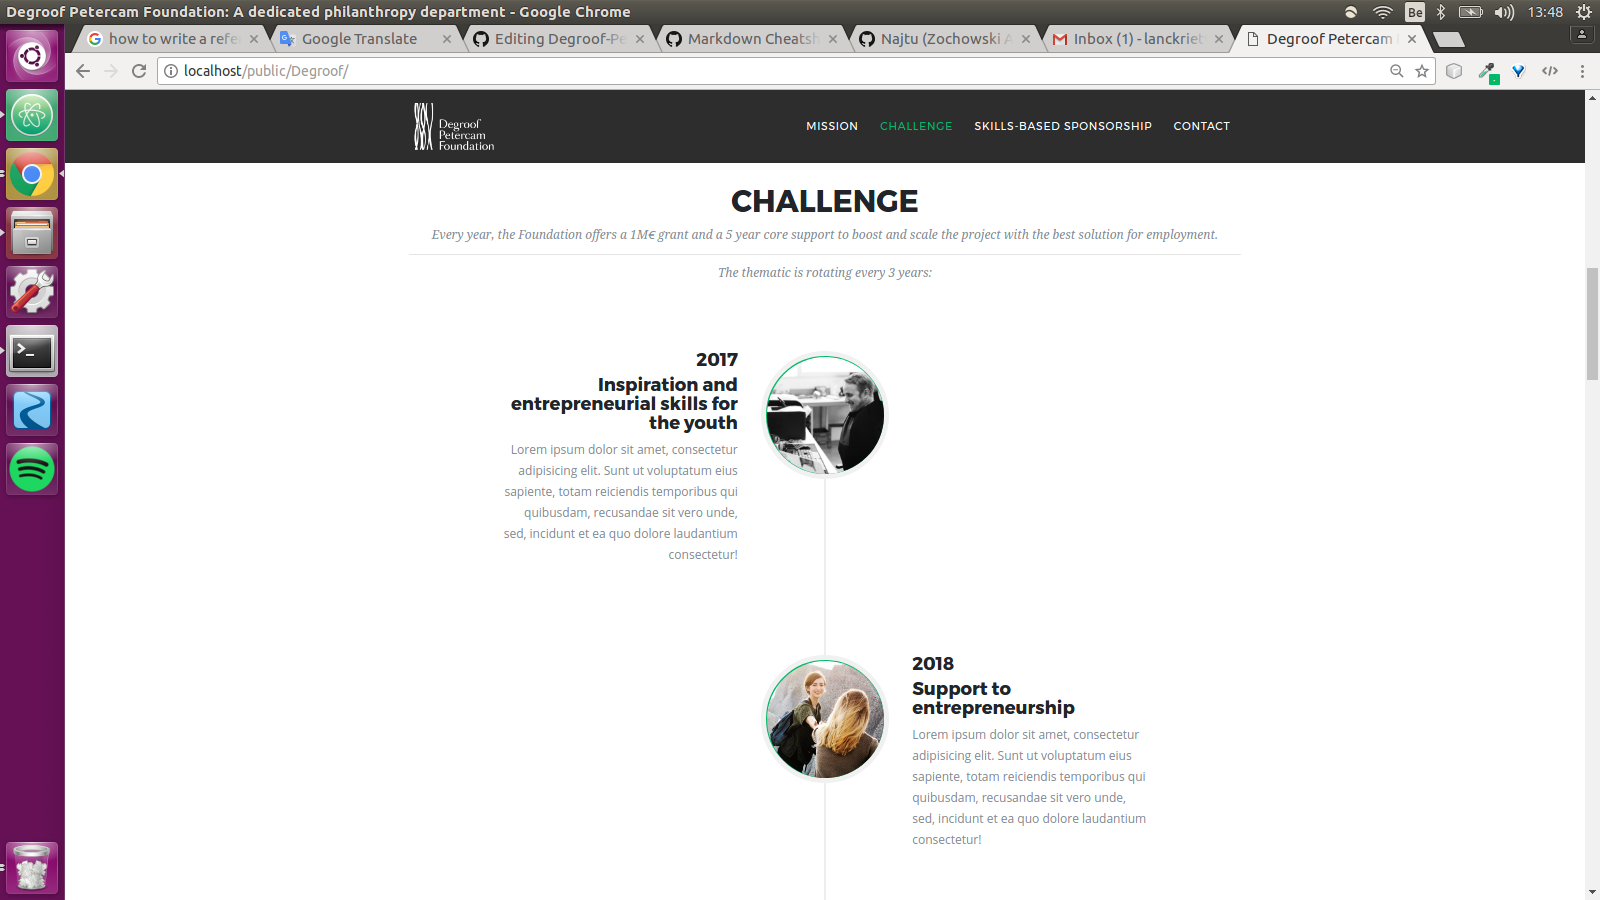 Degroof Petercam Foundation: A dedicated philanthropy department - Google Chrome
Be
13:48
how to write a refe
Google Translate
Editing Degroof-Pe
Markdown Cheatsh
Najtu (Zochowski A
Inbox (1) - lanckriet
Degroof Petercam
localhost/public/Degroof/
Degroof
Petercam
Foundation
MISSION
CHALLENGE
SKILLS-BASED SPONSORSHIP
CONTACT
CHALLENGE
Every year, the Foundation offers a 1M€ grant and a 5 year core support to boost and scale the project with the best solution for employment.
The thematic is rotating every 3 years:
2017
Inspiration and
entrepreneurial skills for
the youth
Lorem ipsum dolor sit amet, consectetur
adipisicing elit. Sunt ut voluptatum eius
sapiente, totam reiciendis temporibus qui
quibusdam, recusandae sit vero unde,
sed, incidunt et ea quo dolore laudantium
consectetur!
2018
Support to
entrepreneurship
Lorem ipsum dolor sit amet, consectetur
adipisicing elit. Sunt ut voluptatum eius
sapiente, totam reiciendis temporibus qui
quibusdam, recusandae sit vero unde,
sed, incidunt et ea quo dolore laudantium
consectetur!